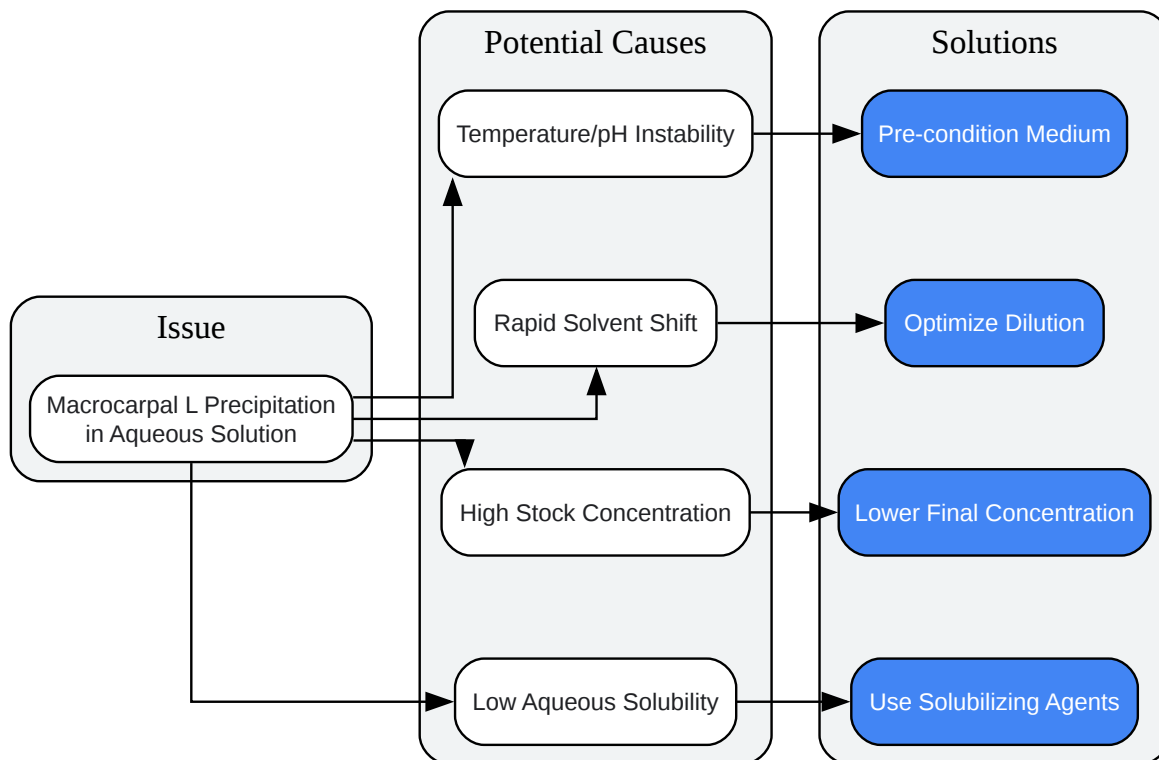 Issue
Macrocarpal L Precipitation
in Aqueous Solution
Potential Causes
Temperature/pH Instability
Rapid Solvent Shift
High Stock Concentration
Low Aqueous Solubility
Solutions
Pre-condition Medium
Optimize Dilution
Lower Final Concentration
Use Solubilizing Agents